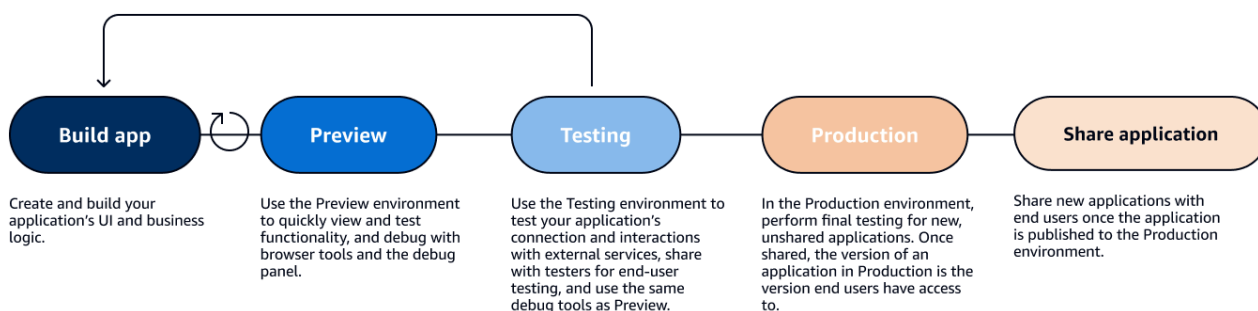 Build app
Preview
Testing
Production
Share application
Create and build your
application's UI and business
logic.
Use the Preview environment
to quickly view and test
functionality, and debug with
browser tools and the debug
panel.
Use the Testing environment to
test your application's
connection and interactions
with external services, share
with testers for end-user
testing, and use the same
debug tools as Preview.
In the Production environment,
perform final testing for new,
unshared applications. Once
shared, the version of an
application in Production is the
version end users have access
to.
Share new applications with
end users once the application
is published to the Production
environment.